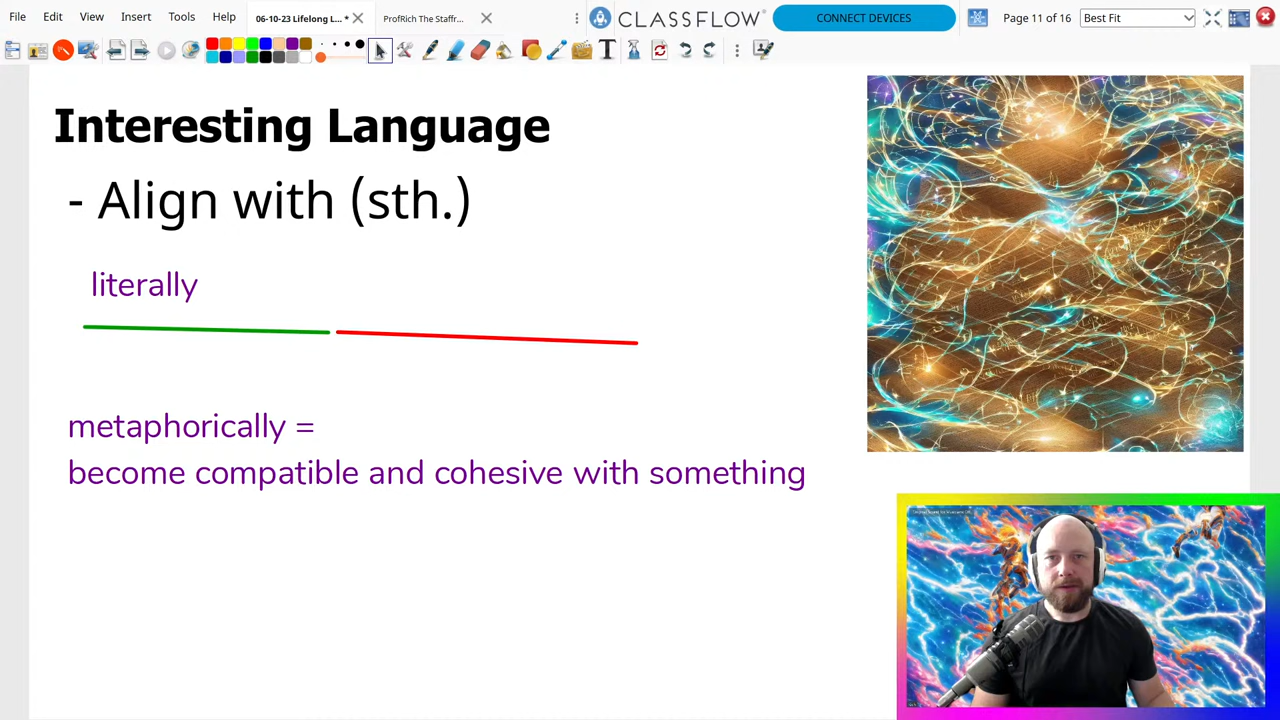 File Edit View Insert Tools Help
06-10-23 Lifelong L... *
ProfRich The Staffr...
CLASSFLOW
CONNECT DEVICES
Page 11 of 16
Best Fit
T
Interesting Language
- Align with (sth.)
literally
metaphorically =
become compatible and cohesive with something